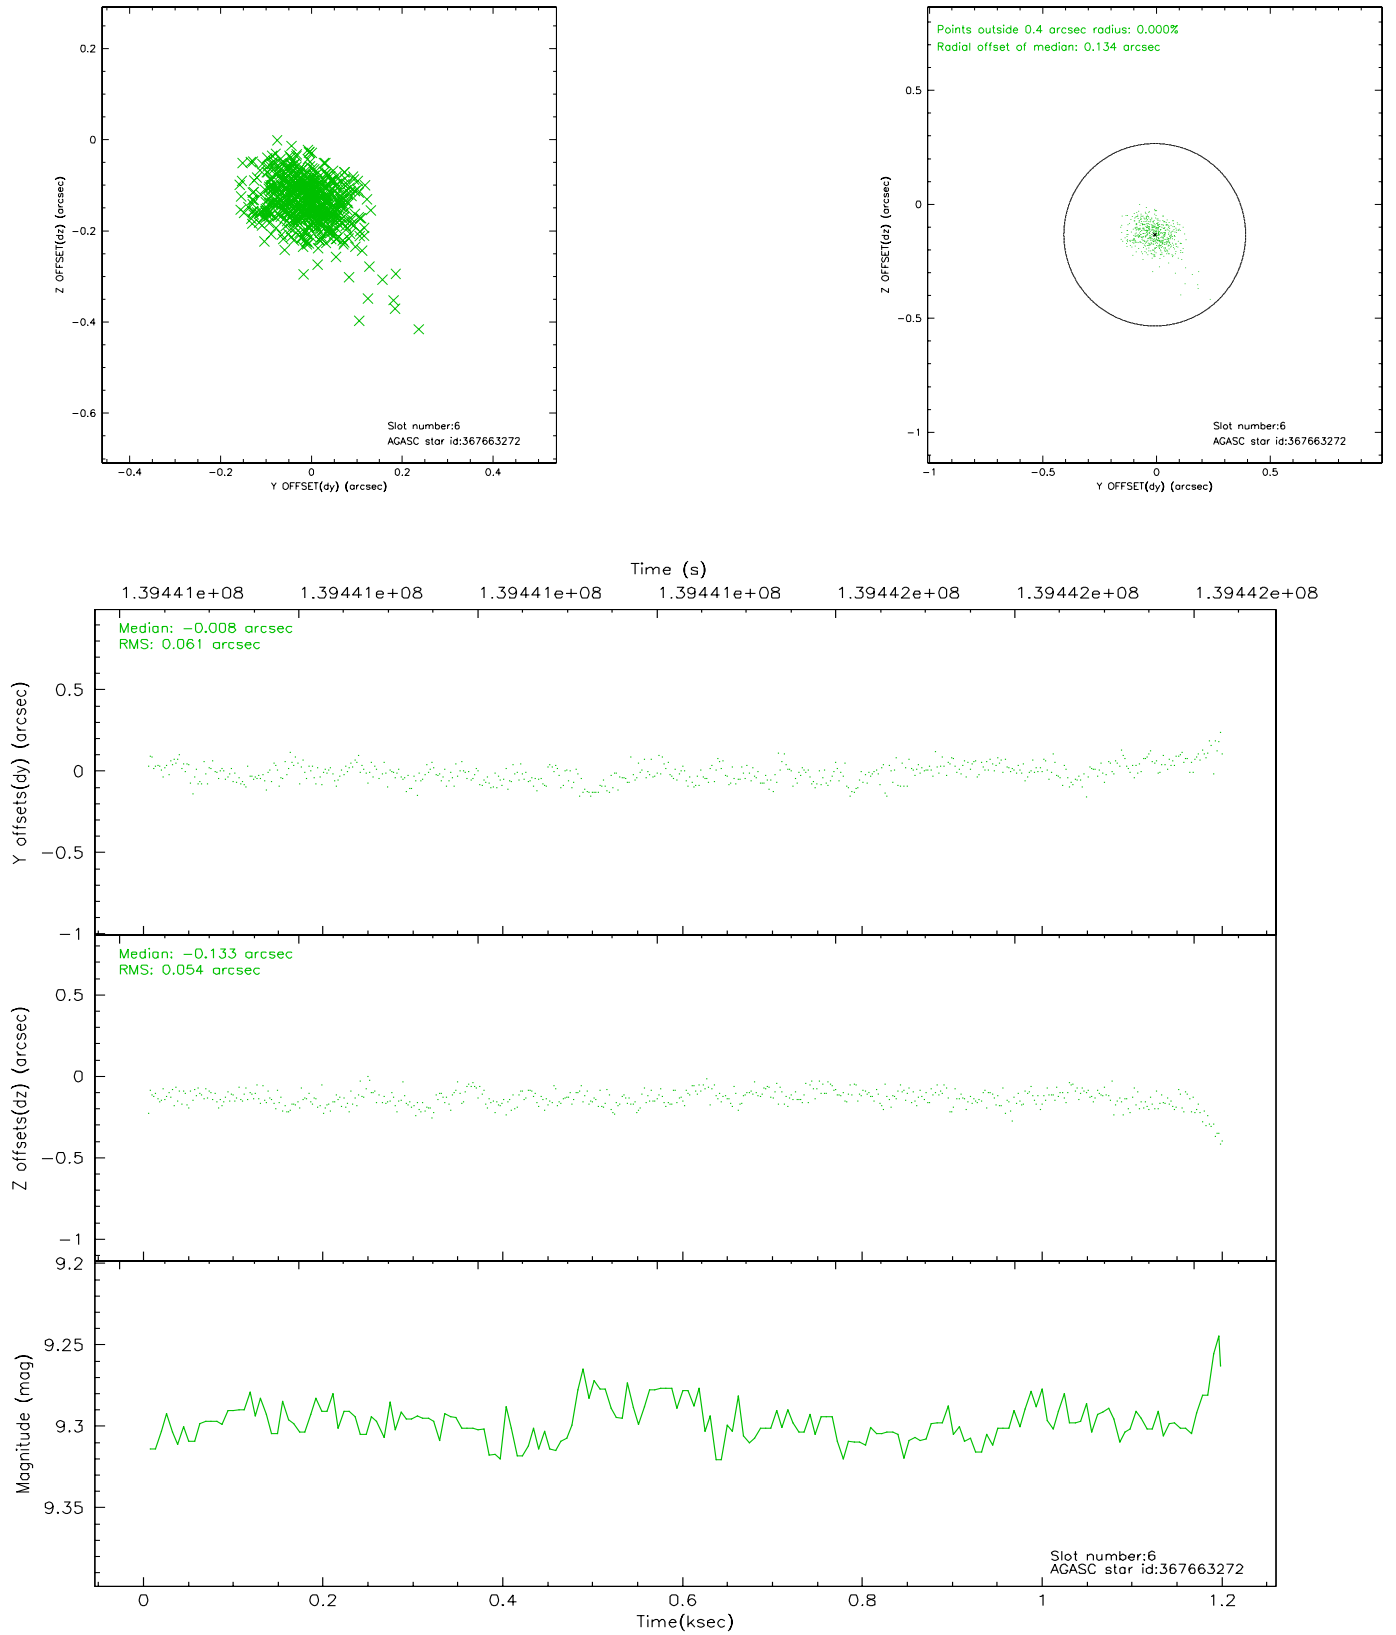 0.2
0
-0.2
-0.4
-0.6
-0.4
-0.2
0
0.2
0.4
Z OFFSET(dz) (arcsec)
Y OFFSET(dy) (arcsec)
Slot number:6
AGASC star id:367663272
Points outside 0.4 arcsec radius: 0.000%
Radial offset of median: 0.134 arcsec
0.5
0
-0.5
-1
-1
-0.5
0
0.5
Z OFFSET(dz) (arcsec)
Y OFFSET(dy) (arcsec)
Slot number:6
AGASC star id:367663272
Time (s)
1.39441e+08 1.39441e+08 1.39441e+08 1.39441e+08 1.39442e+08 1.39442e+08 1.39442e+08
Median: -0.008 arcsec
RMS: 0.061 arcsec
0.5
0
-0.5
-1
Y offsets(dy) (arcsec)
Median: -0.133 arcsec
RMS: 0.054 arcsec
0.5
0
-0.5
-1
Z offsets(dz) (arcsec)
9.2
9.25
9.3
9.35
Magnitude (mag)
Slot number:6
AGASC star id:367663272
0 0.2 0.4 0.6 0.8 1 1.2
Time(ksec)